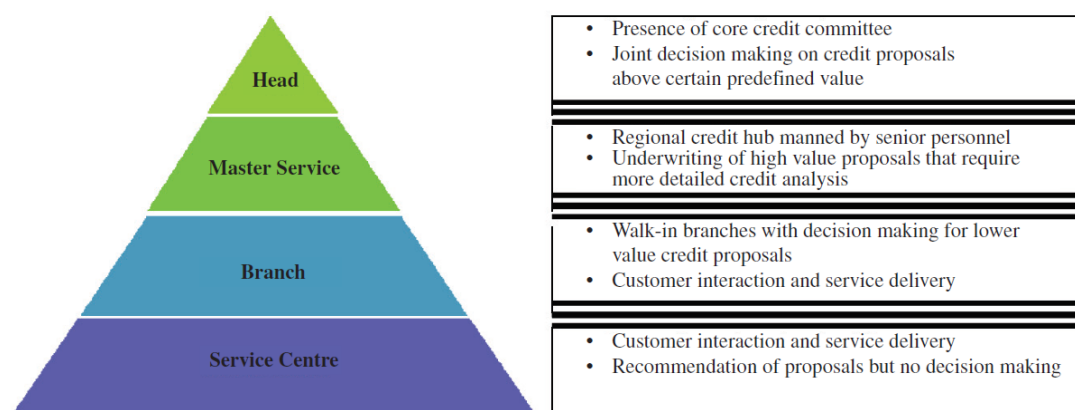 Head
• Presence of core credit committee
• Joint decision making on credit proposals
above certain predefined value
Master Service
• Regional credit hub manned by senior personnel
• Underwriting of high value proposals that require
more detailed credit analysis
Branch
• Walk-in branches with decision making for lower
value credit proposals
• Customer interaction and service delivery
Service Centre
• Customer interaction and service delivery
• Recommendation of proposals but no decision making